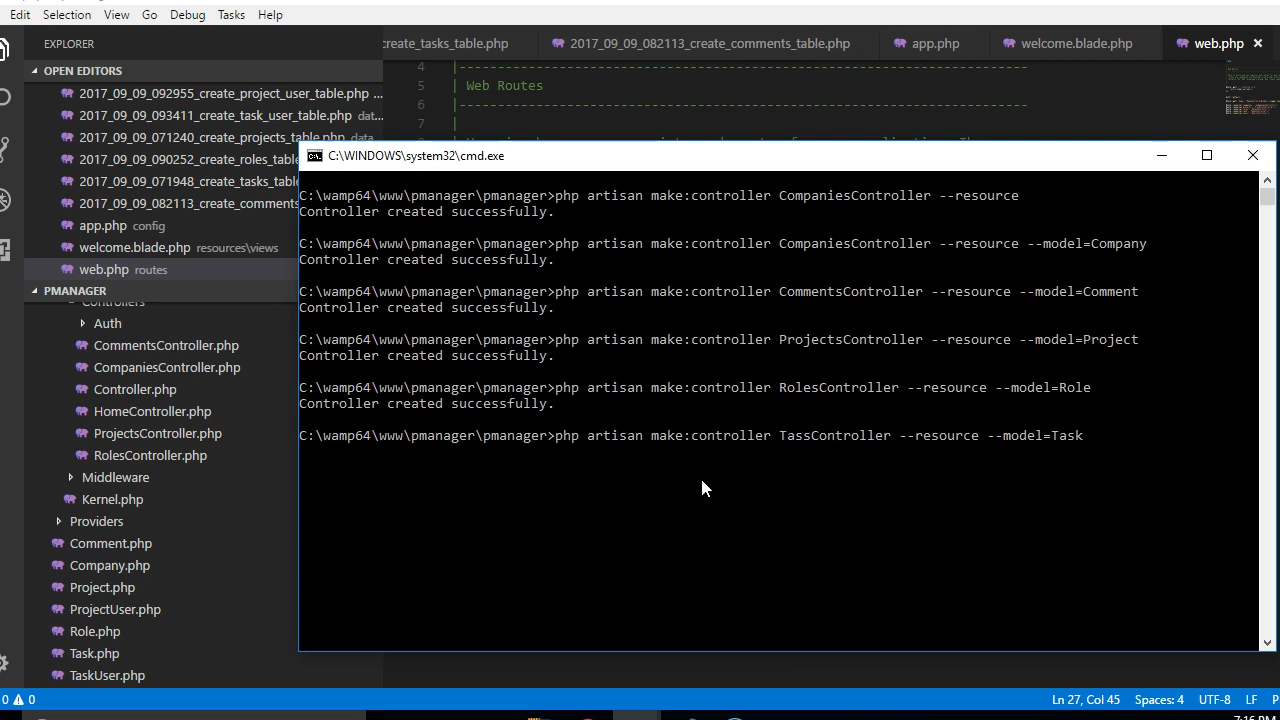 Edit Selection View Go Debug Tasks Help
EXPLORER
create_tasks_table.php 2017_09_09_082113_create_comments_table.php app.php welcome.blade.php web.php
OPEN EDITORS
2017_09_09_092955_create_project_user_table.php ...
2017_09_09_093411_create_task_user_table.php dat...
2017_09_09_071240_create_projects_table.php data
2017_09_09_090252_create_roles_table
2017_09_09_071948_create_tasks_tabl
2017_09_09_082113_create_comments
app.php config
welcome.blade.php resources\views
web.php routes
PMANAGER
Controllers
Auth
CommentsController.php
CompaniesController.php
Controller.php
HomeController.php
ProjectsController.php
RolesController.php
Middleware
Kernel.php
Providers
Comment.php
Company.php
Project.php
ProjectUser.php
Role.php
Task.php
TaskUser.php
4 |--------------------------------------------------------------------------
5 | Web Routes
6 |--------------------------------------------------------------------------
7 |
C:\WINDOWS\system32\cmd.exe
C:\wamp64\www\pmanager\pmanager>php artisan make:controller CompaniesController --resource
Controller created successfully.
C:\wamp64\www\pmanager\pmanager>php artisan make:controller CompaniesController --resource --model=Company
Controller created successfully.
C:\wamp64\www\pmanager\pmanager>php artisan make:controller CommentsController --resource --model=Comment
Controller created successfully.
C:\wamp64\www\pmanager\pmanager>php artisan make:controller ProjectsController --resource --model=Project
Controller created successfully.
C:\wamp64\www\pmanager\pmanager>php artisan make:controller RolesController --resource --model=Role
Controller created successfully.
C:\wamp64\www\pmanager\pmanager>php artisan make:controller TassController --resource --model=Task
0 0 Ln 27, Col 45 Spaces: 4 UTF-8 LF P
7:16 PM